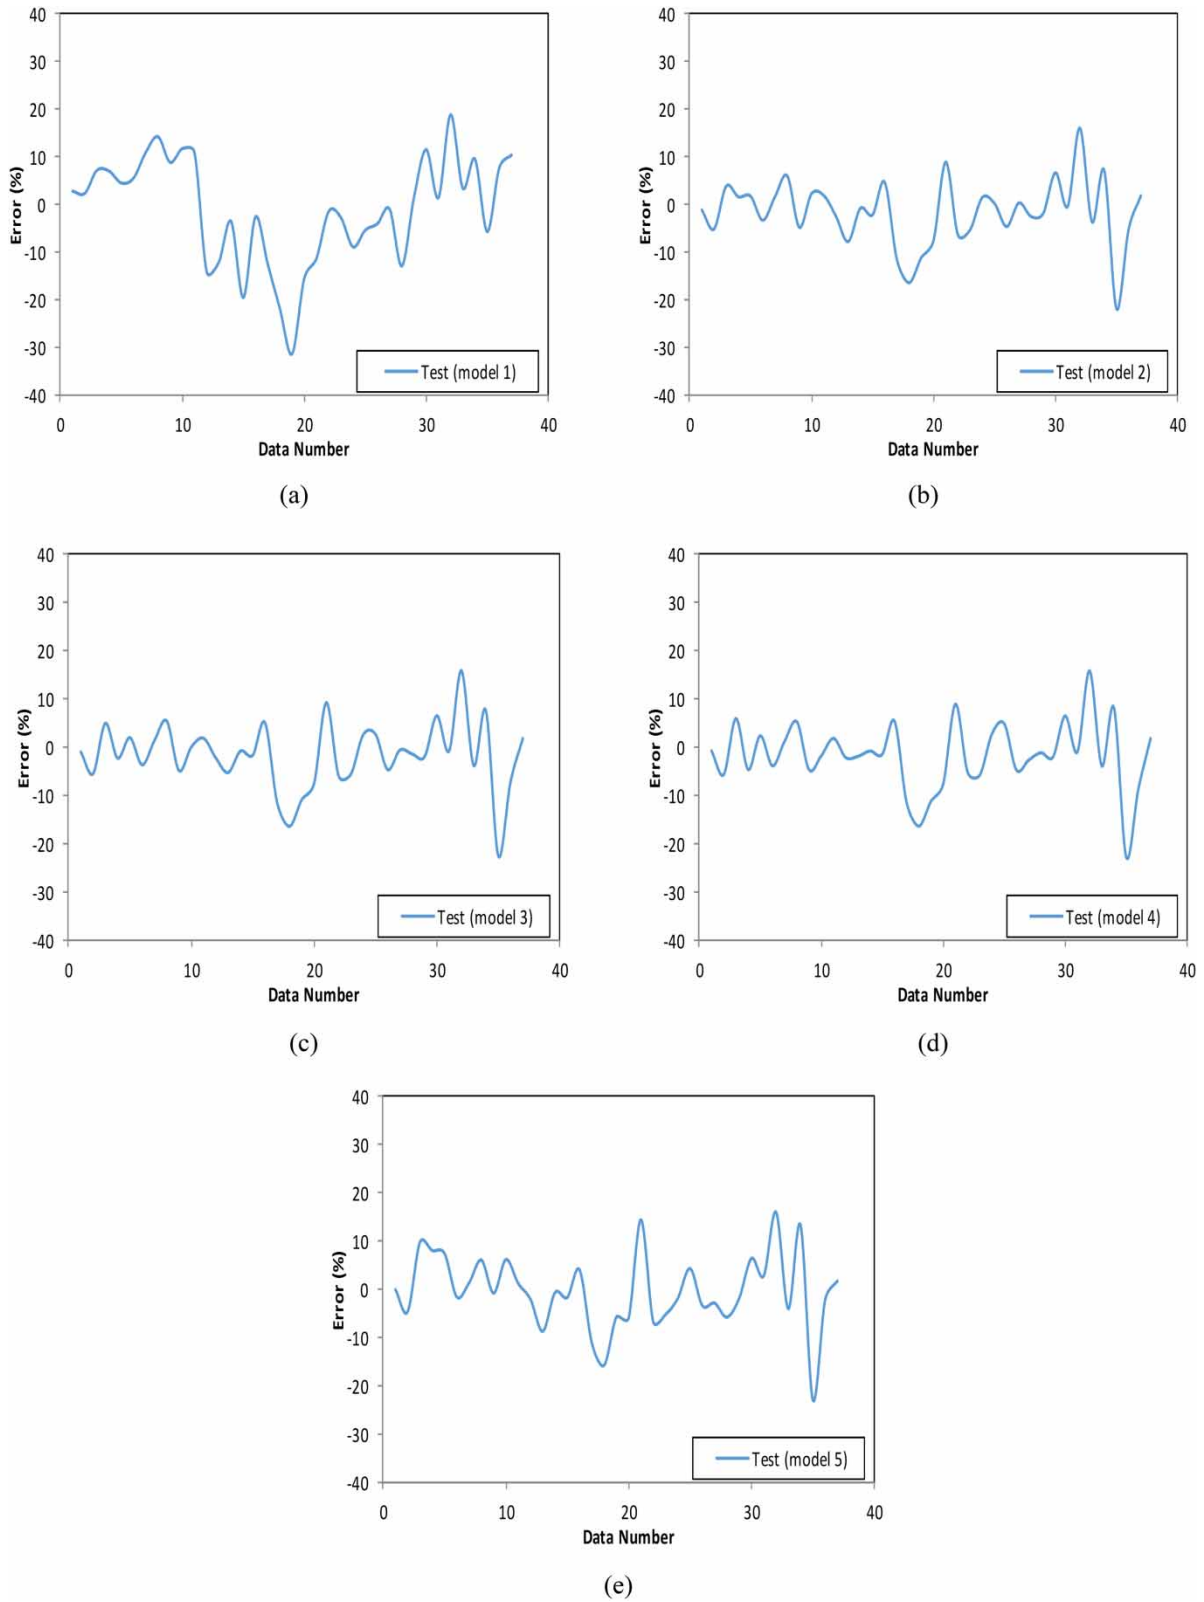 40
30
20
10
0
-10
-20
-30
-40
Error (%)
Test (model 1)
0 10 20 30 40
Data Number
(a)
40
30
20
10
0
-10
-20
-30
-40
Error (%)
Test (model 2)
0 10 20 30 40
Data Number
(b)
40
30
20
10
0
-10
-20
-30
-40
Error (%)
Test (model 3)
0 10 20 30 40
Data Number
(c)
40
30
20
10
0
-10
-20
-30
-40
Error (%)
Test (model 4)
0 10 20 30 40
Data Number
(d)
40
30
20
10
0
-10
-20
-30
-40
Error (%)
Test (model 5)
0 10 20 30 40
Data Number
(e)